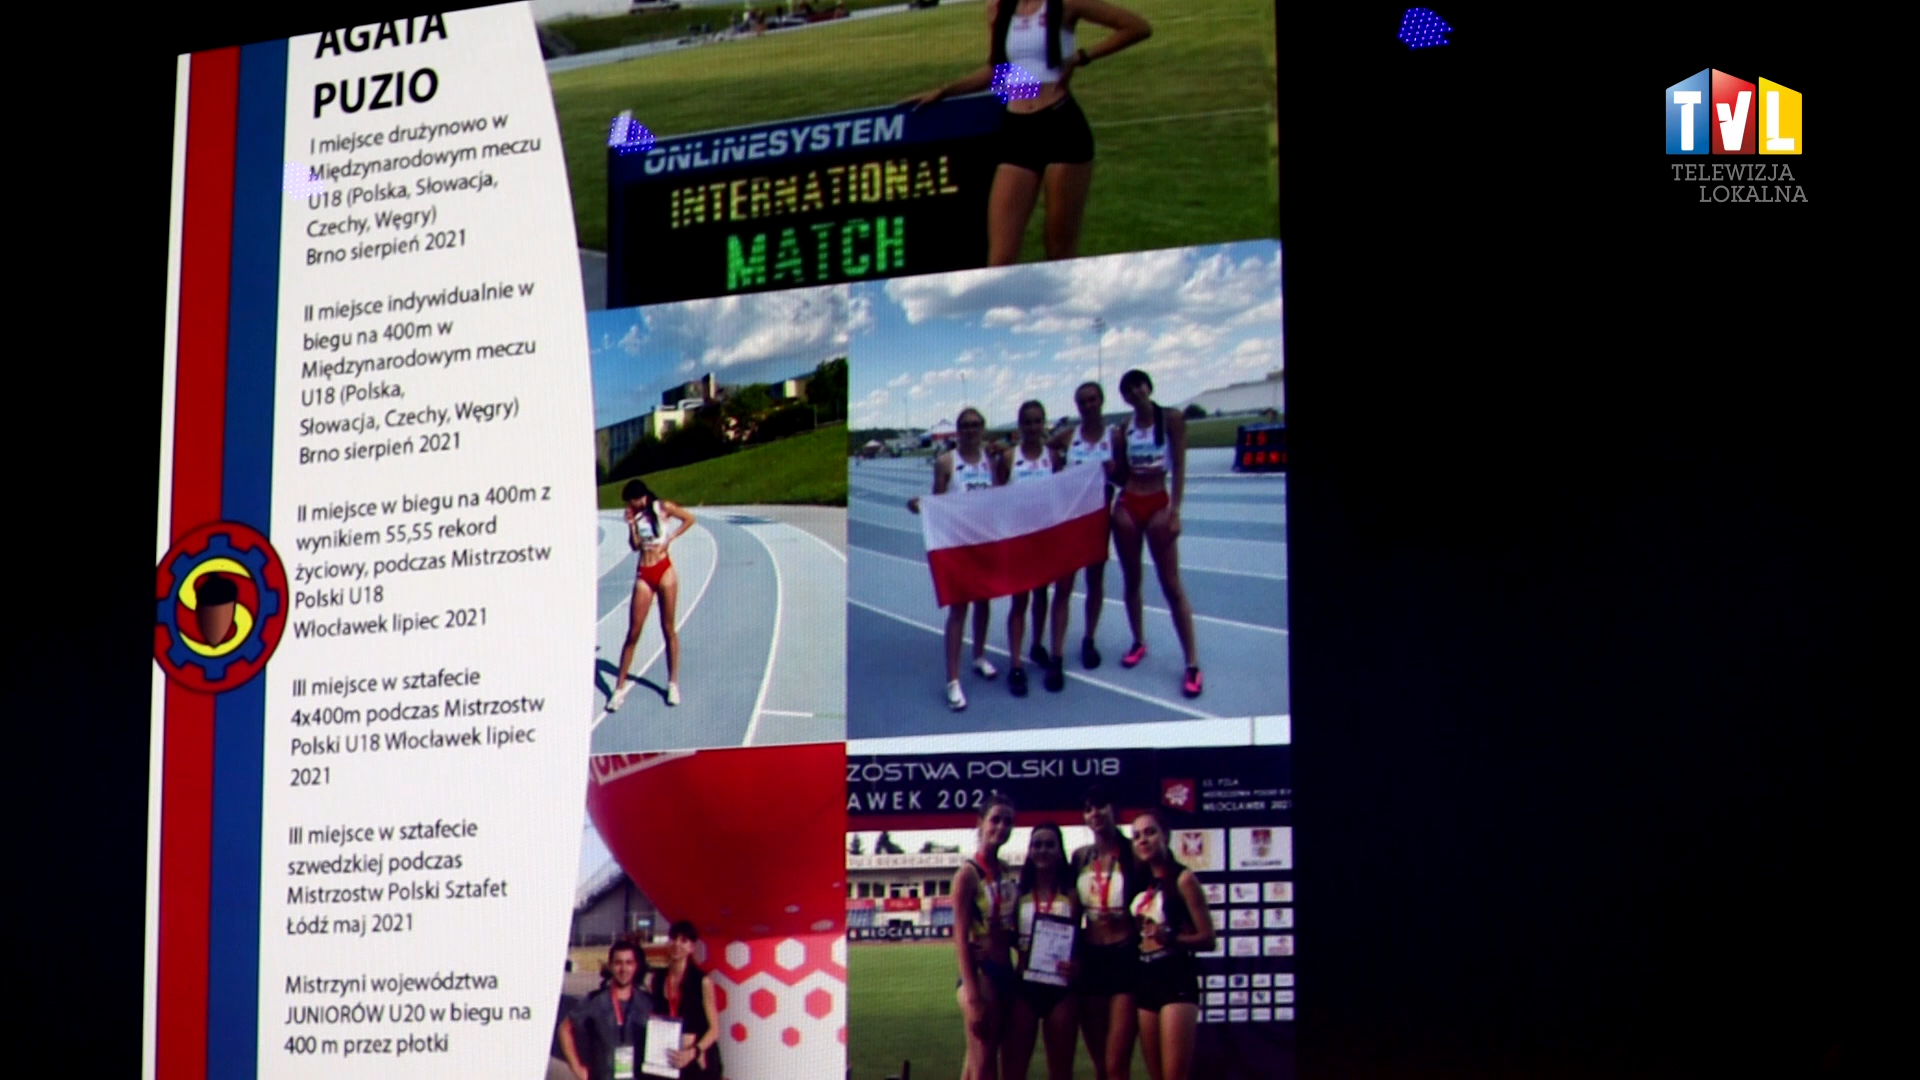 AGATA
PUZIO
I miejsce drużynowo w
Międzynarodowym meczu
U18 (Polska, Słowacja,
Czechy, Węgry)
Brno sierpień 2021
II miejsce indywidualnie w
biegu na 400m w
Międzynarodowym meczu
U18 (Polska,
Słowacja, Czechy, Węgry)
Brno sierpień 2021
II miejsce w biegu na 400m z
wynikiem 55,55 rekord
życiowy, podczas Mistrzostw
Polski U18
Włocławek lipiec 2021
III miejsce w sztafecie
4x400m podczas Mistrzostw
Polski U18 Włocławek lipiec
2021
III miejsce w sztafecie
szwedzkiej podczas
Mistrzostw Polski Sztafet
Łódź maj 2021
Mistrzyni województwa
JUNIORÓW U20 w biegu na
400 m przez płotki
ONLINESYSTEM
INTERNATIONAL
MATCH
ZOSTWA POLSKI U18
AWEK 2021
WŁOCŁAWEK 2021
WŁOCŁAWEK
TVL
TELEWIZJA
LOKALNA